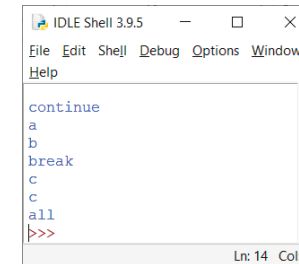 IDLE Shell 3.9.5
File Edit Shell Debug Options Window
Help
continue
a
b
break
c
c
all
>>>
Ln: 14 Col